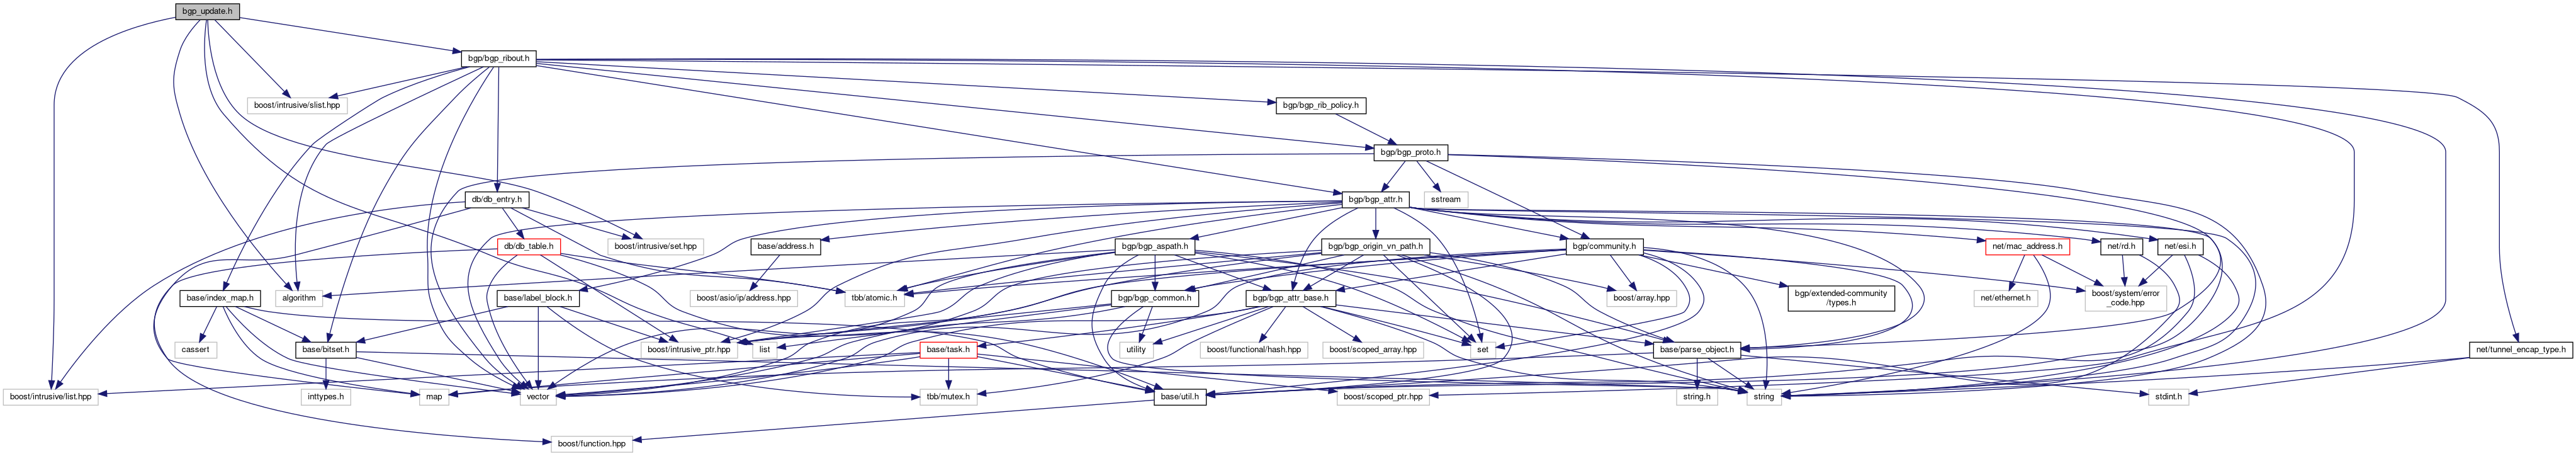 bgp_update.h
bgp/bgp_ribout.h
boost/intrusive/slist.hpp
bgp/bgp_rib_policy.h
bgp/bgp_proto.h
db/db_entry.h
bgp/bgp_attr.h
sstream
db/db_table.h
boost/intrusive/set.hpp
base/address.h
bgp/bgp_aspath.h
bgp/bgp_origin_vn_path.h
bgp/community.h
net/mac_address.h
net/rd.h
net/esi.h
base/index_map.h
algorithm
base/label_block.h
boost/asio/ip/address.hpp
tbb/atomic.h
bgp/bgp_common.h
bgp/bgp_attr_base.h
boost/array.hpp
bgp/extended-community
/types.h
net/ethernet.h
boost/system/error
_code.hpp
cassert
base/bitset.h
boost/intrusive_ptr.hpp
list
base/task.h
utility
boost/functional/hash.hpp
boost/scoped_array.hpp
set
base/parse_object.h
net/tunnel_encap_type.h
boost/intrusive/list.hpp
inttypes.h
map
vector
tbb/mutex.h
base/util.h
boost/scoped_ptr.hpp
string.h
string
stdint.h
boost/function.hpp